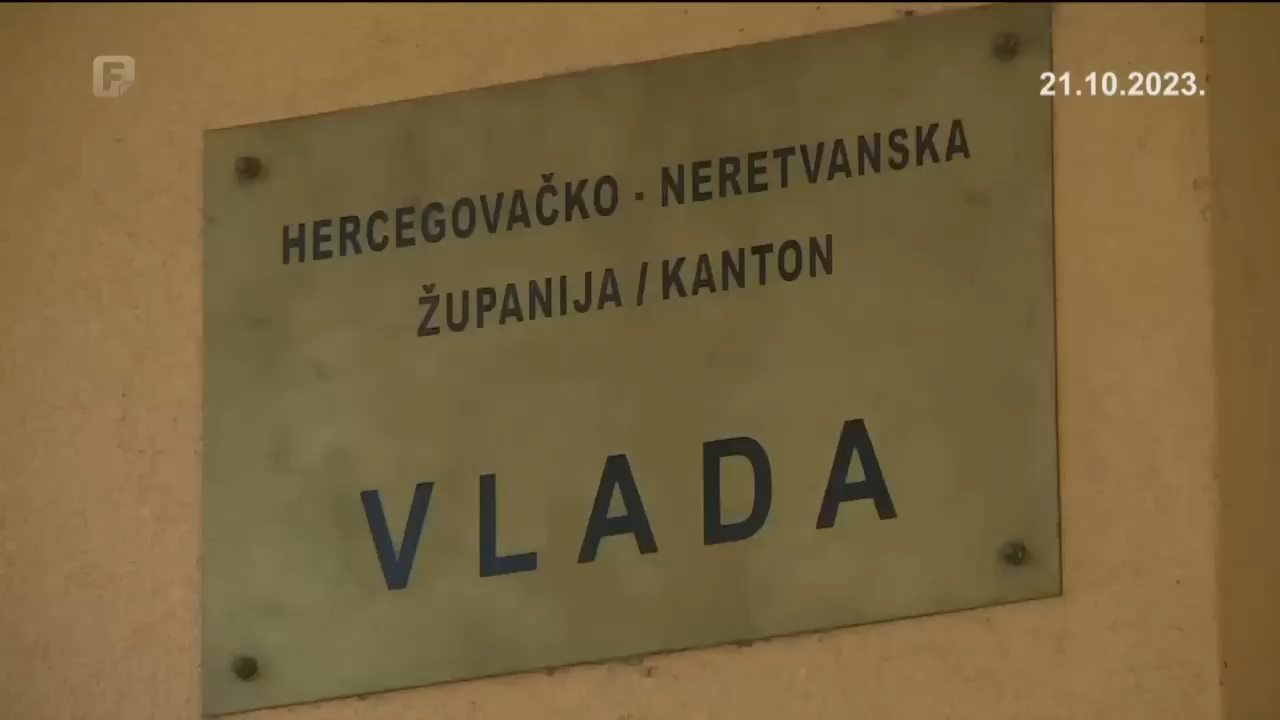 F
21.10.2023.
HERCEGOVAČKO - NERETVANSKA
ŽUPANIJA / KANTON
VLADA